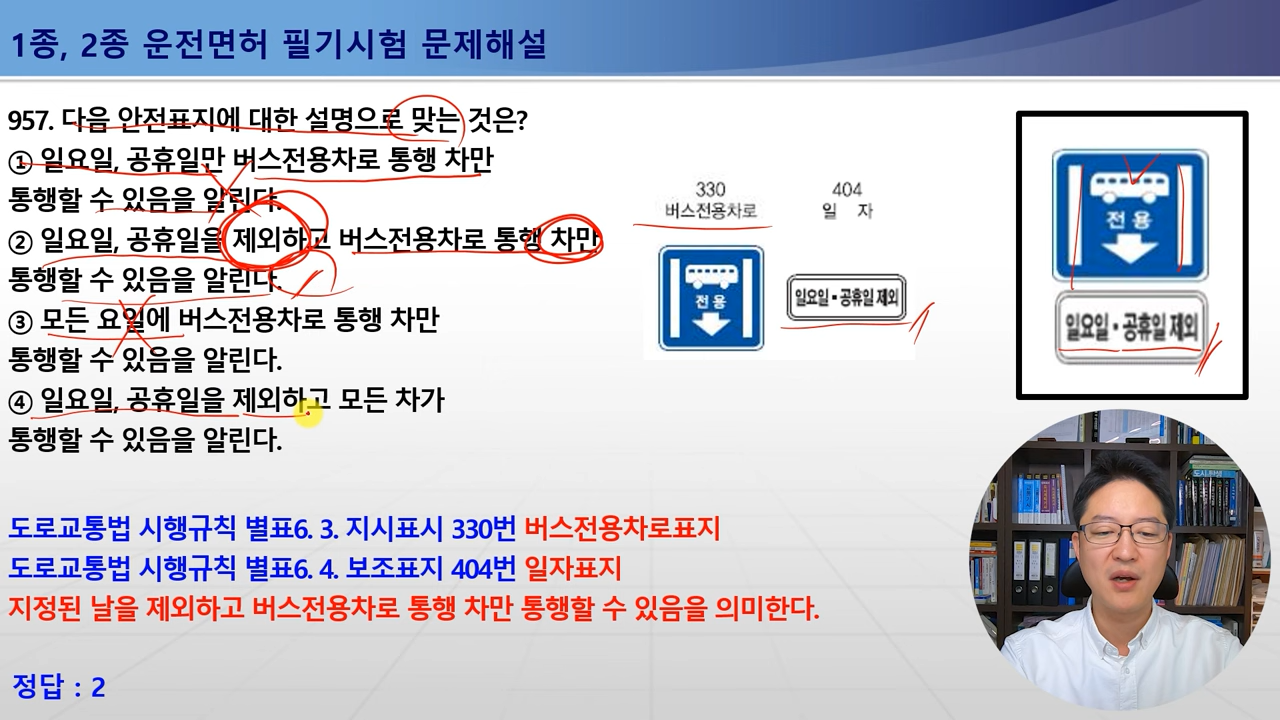 1종, 2종 운전면허 필기시험 문제해설
957. 다음 안전표지에 대한 설명으로 맞는 것은?
① 일요일, 공휴일만 버스전용차로 통행 차만
통행할 수 있음을 알린다.
② 일요일, 공휴일을 제외하고 버스전용차로 통행 차만
통행할 수 있음을 알린다.
③ 모든 요일에 버스전용차로 통행 차만
통행할 수 있음을 알린다.
④ 일요일, 공휴일을 제외하고 모든 차가
통행할 수 있음을 알린다.
330
버스전용차로
404
일 자
전용
일요일·공휴일 제외
전용
일요일·공휴일 제외
도로교통법 시행규칙 별표6. 3. 지시표시 330번 버스전용차로표지
도로교통법 시행규칙 별표6. 4. 보조표지 404번 일자표지
지정된 날을 제외하고 버스전용차로 통행 차만 통행할 수 있음을 의미한다.
정답 : 2